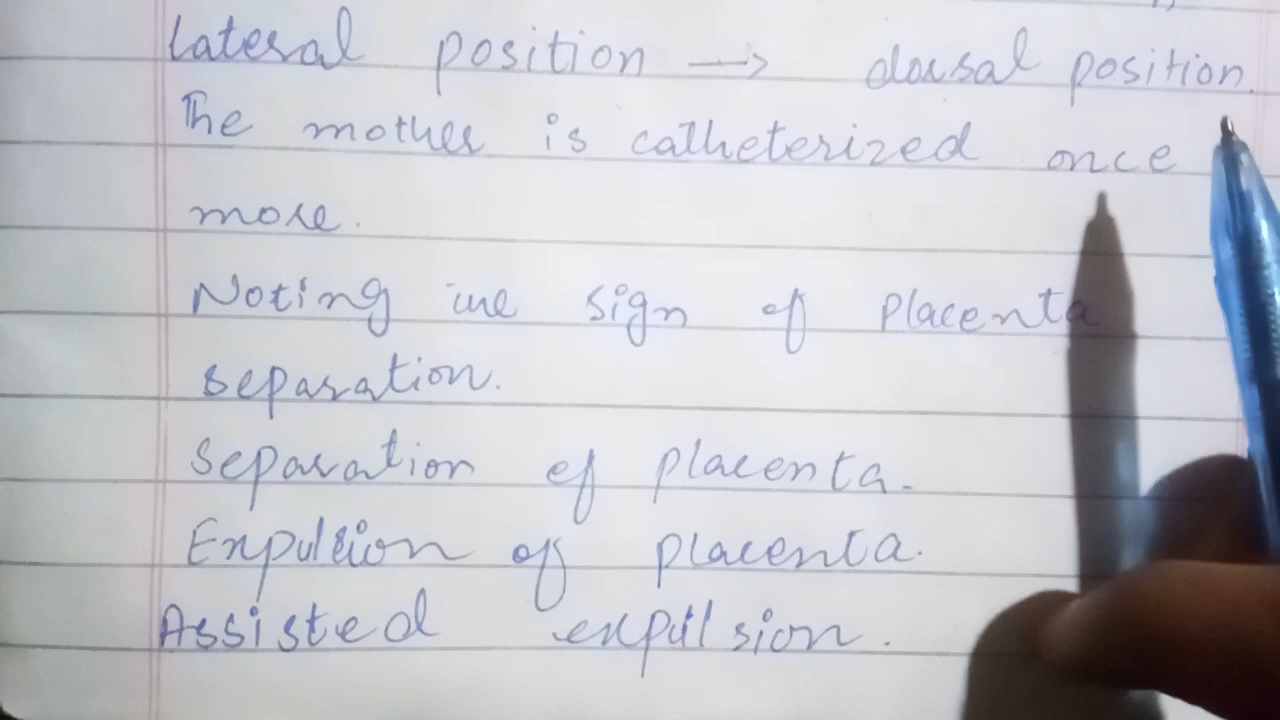 lateral position → dorsal position.
The mother is catheterized once
more.
Noting the sign of placenta
separation.
Separation of placenta.
Expulsion of placenta.
Assisted expulsion.